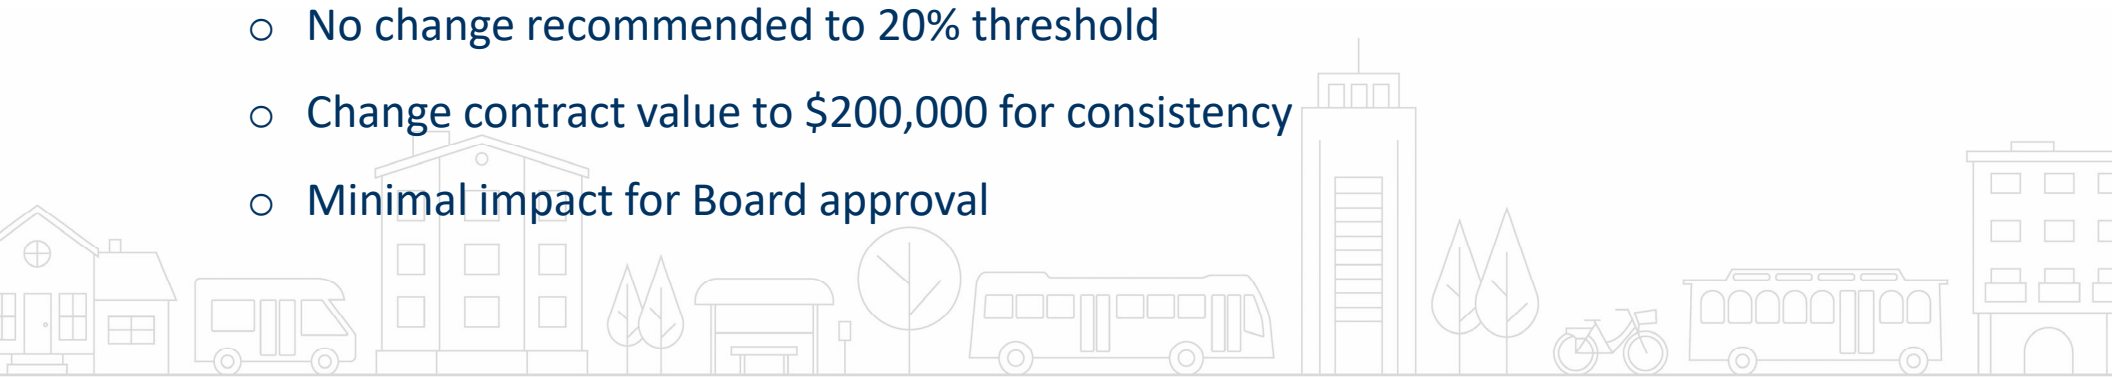 o No change recommended to 20% threshold
o Change contract value to $200,000 for consistency
o Minimal impact for Board approval